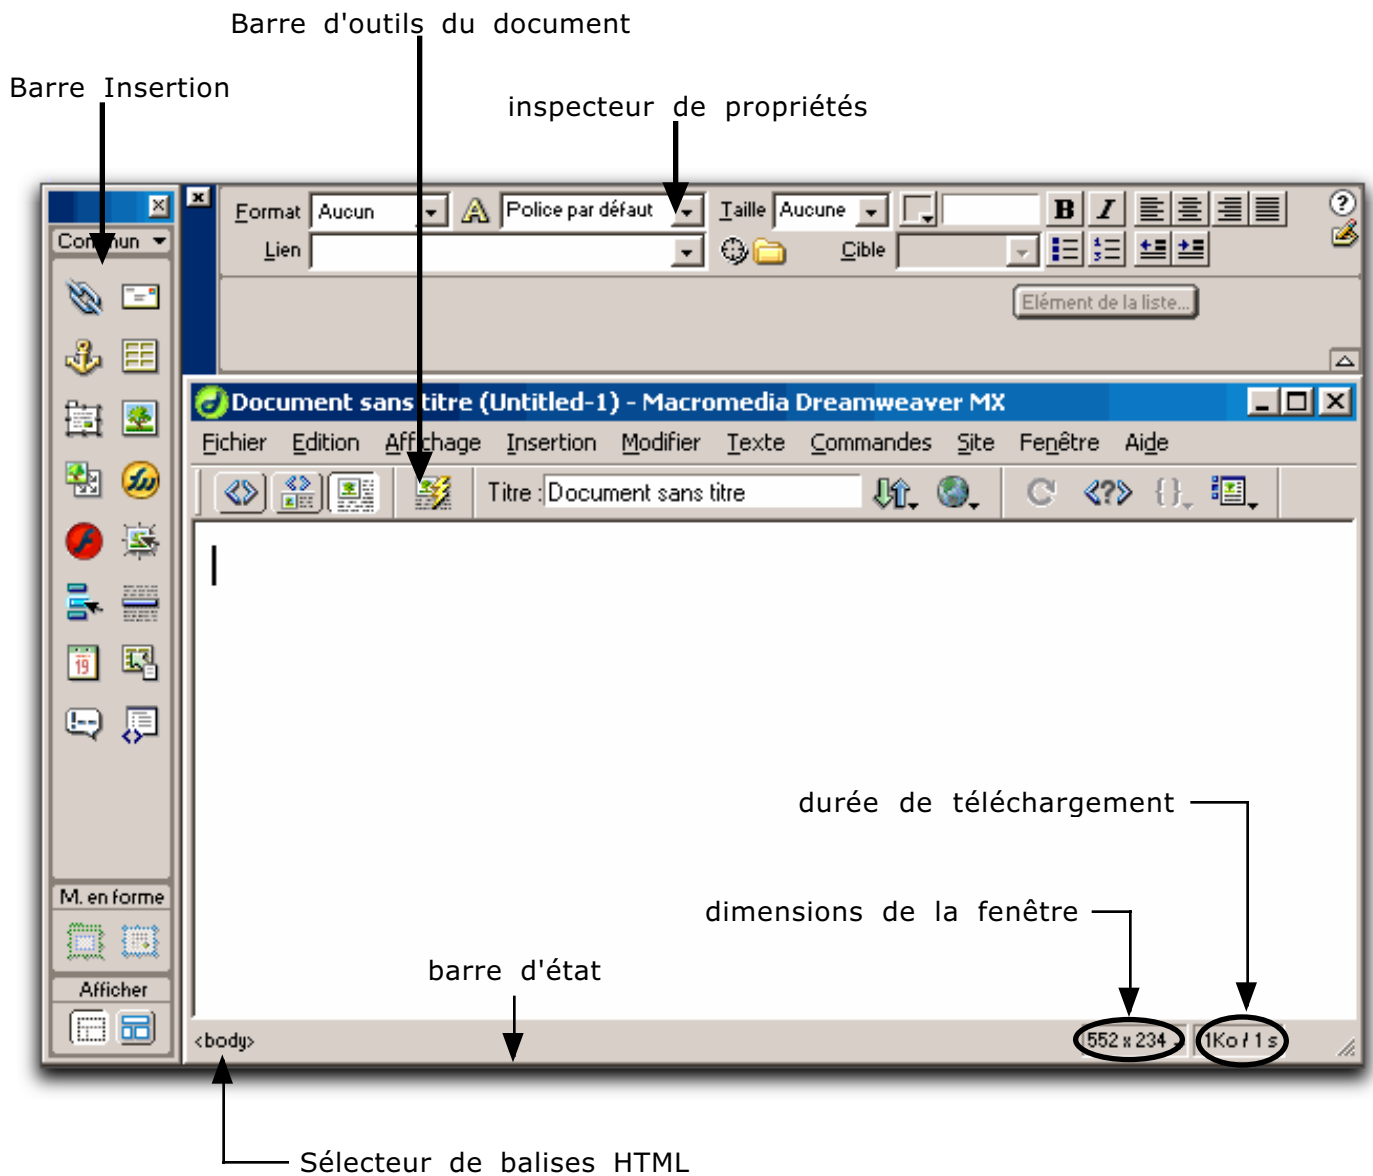 Barre d'outils du document
Barre Insertion
inspecteur de propriétés
Format Aucun Police par défaut Taille Aucune B I
Commun
Lien Cible
Elément de la liste...
Document sans titre (Untitled-1) - Macromedia Dreamweaver MX
Fichier Edition Affichage Insertion Modifier Texte Commandes Site Fenêtre Aide
Titre : Document sans titre
19
durée de téléchargement
M. en forme
dimensions de la fenêtre
barre d'état
Afficher
<body> 552 x 234 1Ko / 1 s
Sélecteur de balises HTML